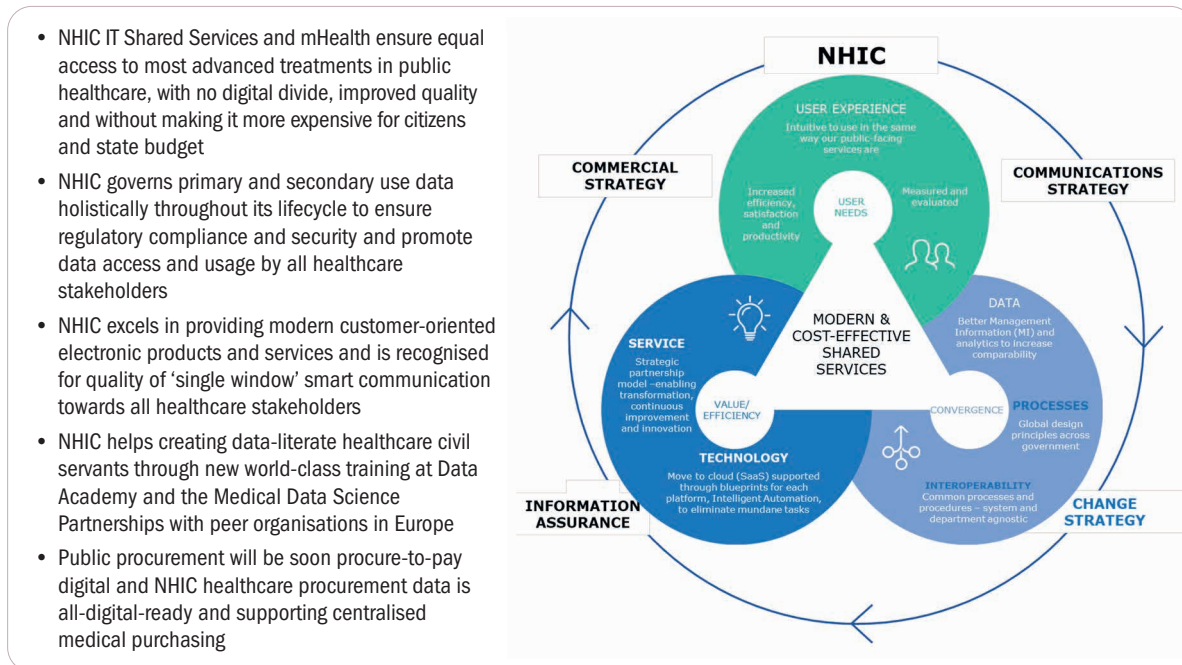 • NHIC IT Shared Services and mHealth ensure equal
access to most advanced treatments in public
healthcare, with no digital divide, improved quality
and without making it more expensive for citizens
and state budget
• NHIC governs primary and secondary use data
holistically throughout its lifecycle to ensure
regulatory compliance and security and promote
data access and usage by all healthcare
stakeholders
• NHIC excels in providing modern customer-oriented
electronic products and services and is recognised
for quality of ‘single window’ smart communication
towards all healthcare stakeholders
• NHIC helps creating data-literate healthcare civil
servants through new world-class training at Data
Academy and the Medical Data Science
Partnerships with peer organisations in Europe
• Public procurement will be soon procure-to-pay
digital and NHIC healthcare procurement data is
all-digital-ready and supporting centralised
medical purchasing
NHIC
USER EXPERIENCE
Intuitive to use in the same
way our public-facing
services are
COMMERCIAL
STRATEGY
COMMUNICATIONS
STRATEGY
Increased
efficiency,
satisfaction
and
productivity
USER
NEEDS
Measured and
evaluated
MODERN &
COST-EFFECTIVE
SHARED
SERVICES
SERVICE
Strategic
partnership
model –enabling
transformation,
continuous
improvement
and innovation
VALUE/
EFFICIENCY
TECHNOLOGY
Move to cloud (SaaS) supported
through blueprints for each
platform, Intelligent Automation,
to eliminate mundane tasks
DATA
Better Management
Information (MI) and
analytics to increase
comparability
CONVERGENCE
PROCESSES
Global design
principles across
government
INTEROPERABILITY
Common processes and
procedures – system and
department agnostic
INFORMATION
ASSURANCE
CHANGE
STRATEGY